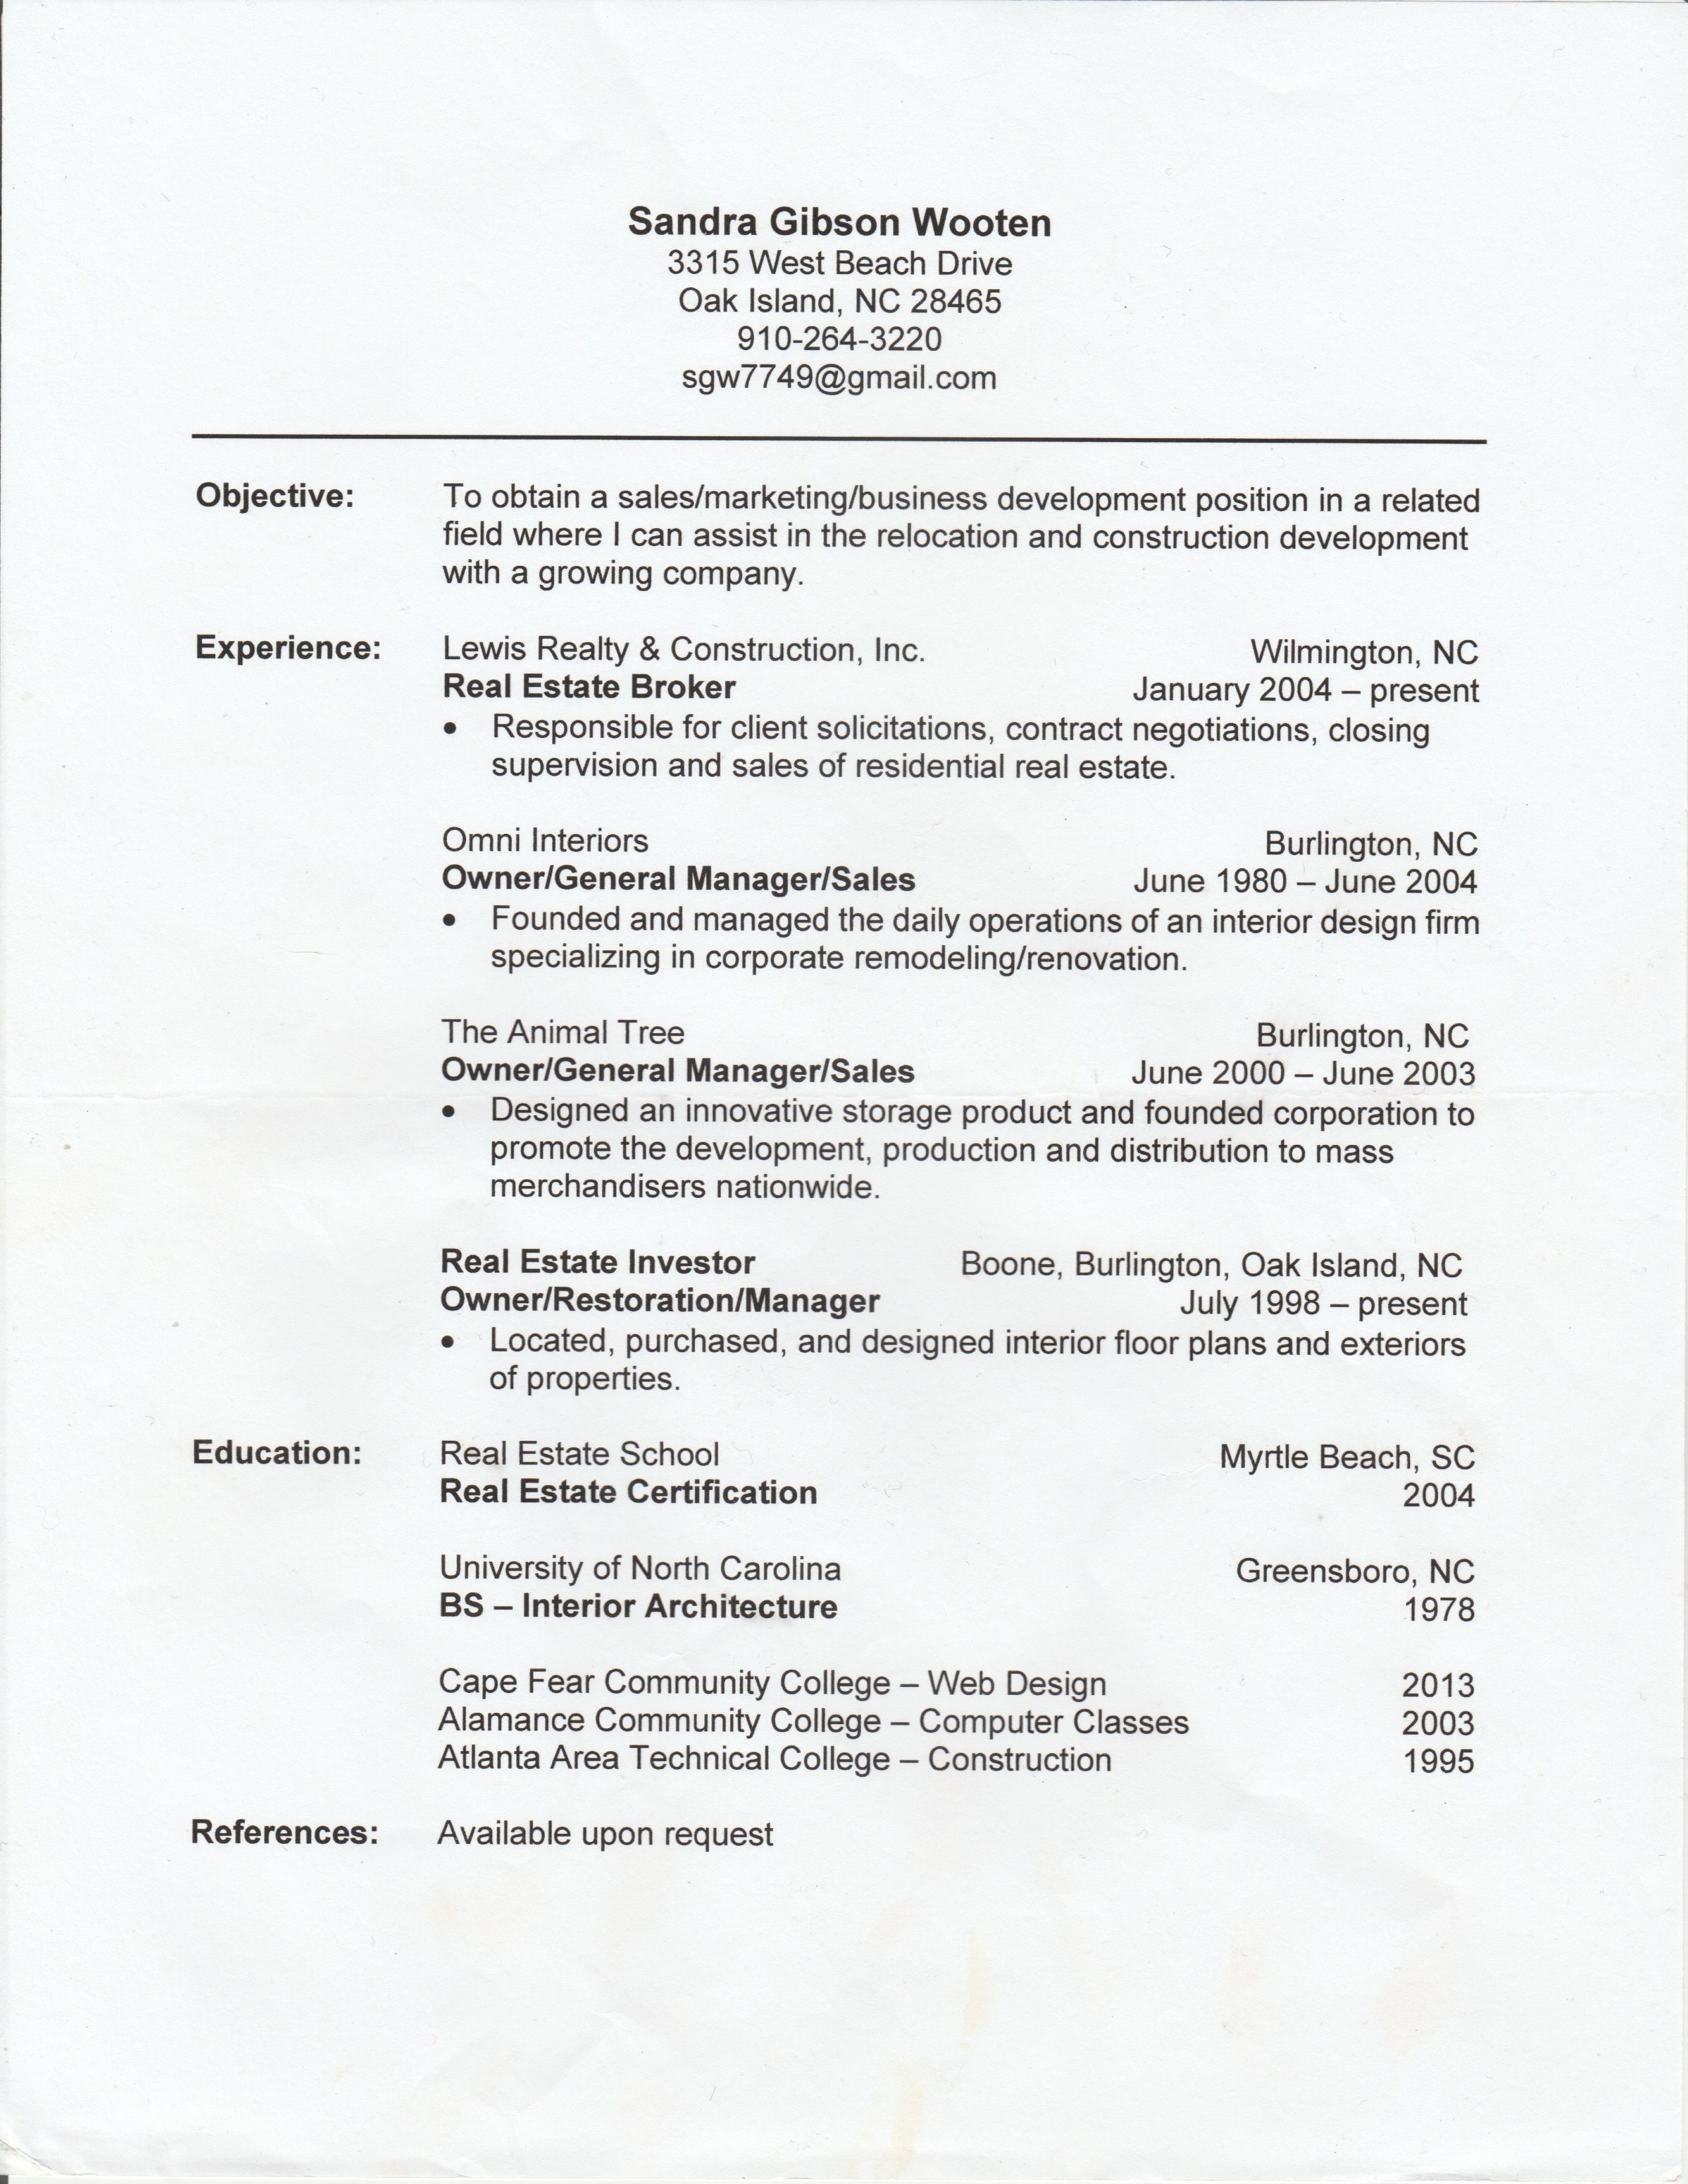 Sandra Gibson Wooten
3315 West Beach Drive
Oak Island, NC 28465
910-264-3220
sgw7749@gmail.com
Objective: To obtain a sales/marketing/business development position in a related
field where I can assist in the relocation and construction development
with a growing company.
Experience: Lewis Realty & Construction, Inc. Wilmington, NC
Real Estate Broker January 2004 – present
• Responsible for client solicitations, contract negotiations, closing
supervision and sales of residential real estate.
Omni Interiors Burlington, NC
Owner/General Manager/Sales June 1980 – June 2004
• Founded and managed the daily operations of an interior design firm
specializing in corporate remodeling/renovation.
The Animal Tree Burlington, NC
Owner/General Manager/Sales June 2000 – June 2003
• Designed an innovative storage product and founded corporation to
promote the development, production and distribution to mass
merchandisers nationwide.
Real Estate Investor Boone, Burlington, Oak Island, NC
Owner/Restoration/Manager July 1998 – present
• Located, purchased, and designed interior floor plans and exteriors
of properties.
Education: Real Estate School Myrtle Beach, SC
Real Estate Certification 2004
University of North Carolina Greensboro, NC
BS – Interior Architecture 1978
Cape Fear Community College – Web Design 2013
Alamance Community College – Computer Classes 2003
Atlanta Area Technical College – Construction 1995
References: Available upon request